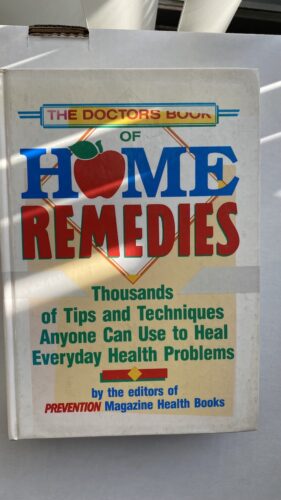 THE DOCTORS BOOK
OF
HOME
REMEDIES
Thousands
of Tips and Techniques
Anyone Can Use to Heal
Everyday Health Problems
by the editors of
PREVENTION Magazine Health Books